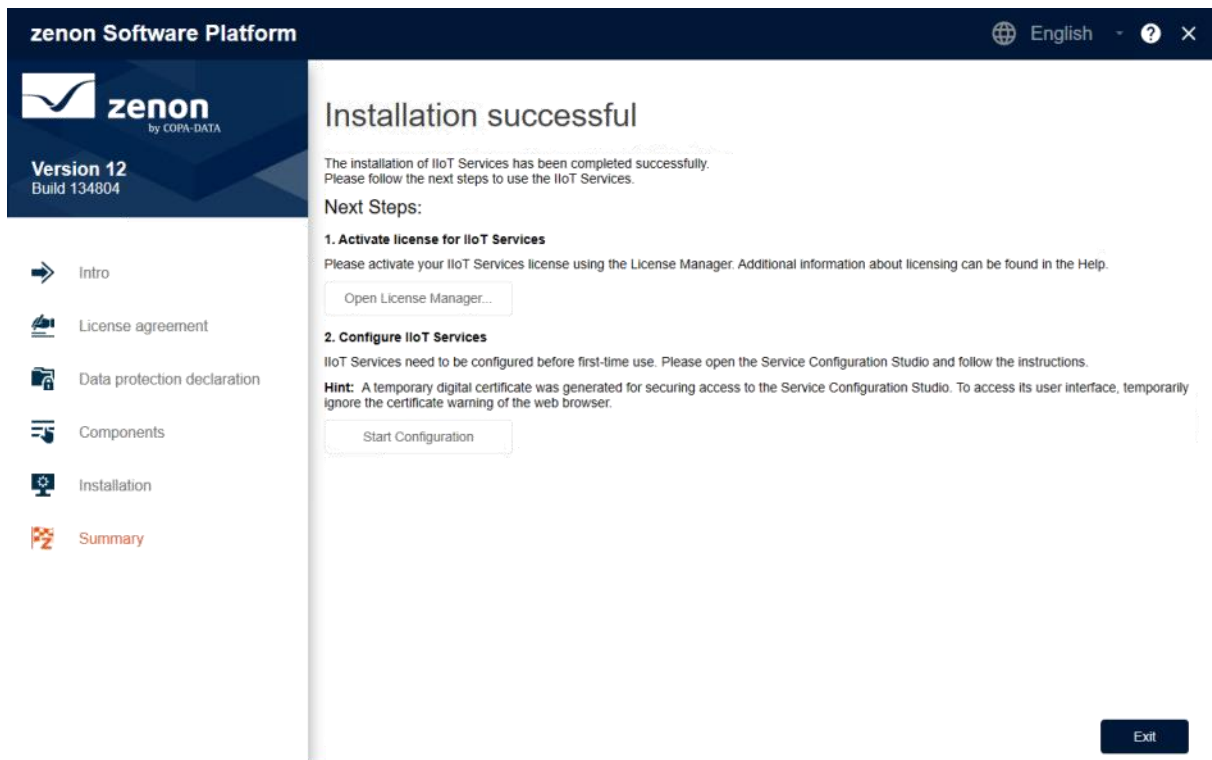 zenon Software Platform
English
zenon
by COPA-DATA
Version 12
Build 134804
Intro
License agreement
Data protection declaration
Components
Installation
Summary
Installation successful
The installation of IIoT Services has been completed successfully.
Please follow the next steps to use the IIoT Services.
Next Steps:
1. Activate license for IIoT Services
Please activate your IIoT Services license using the License Manager. Additional information about licensing can be found in the Help.
Open License Manager...
2. Configure IIoT Services
IIoT Services need to be configured before first-time use. Please open the Service Configuration Studio and follow the instructions.
Hint: A temporary digital certificate was generated for securing access to the Service Configuration Studio. To access its user interface, temporarily
ignore the certificate warning of the web browser.
Start Configuration
Exit